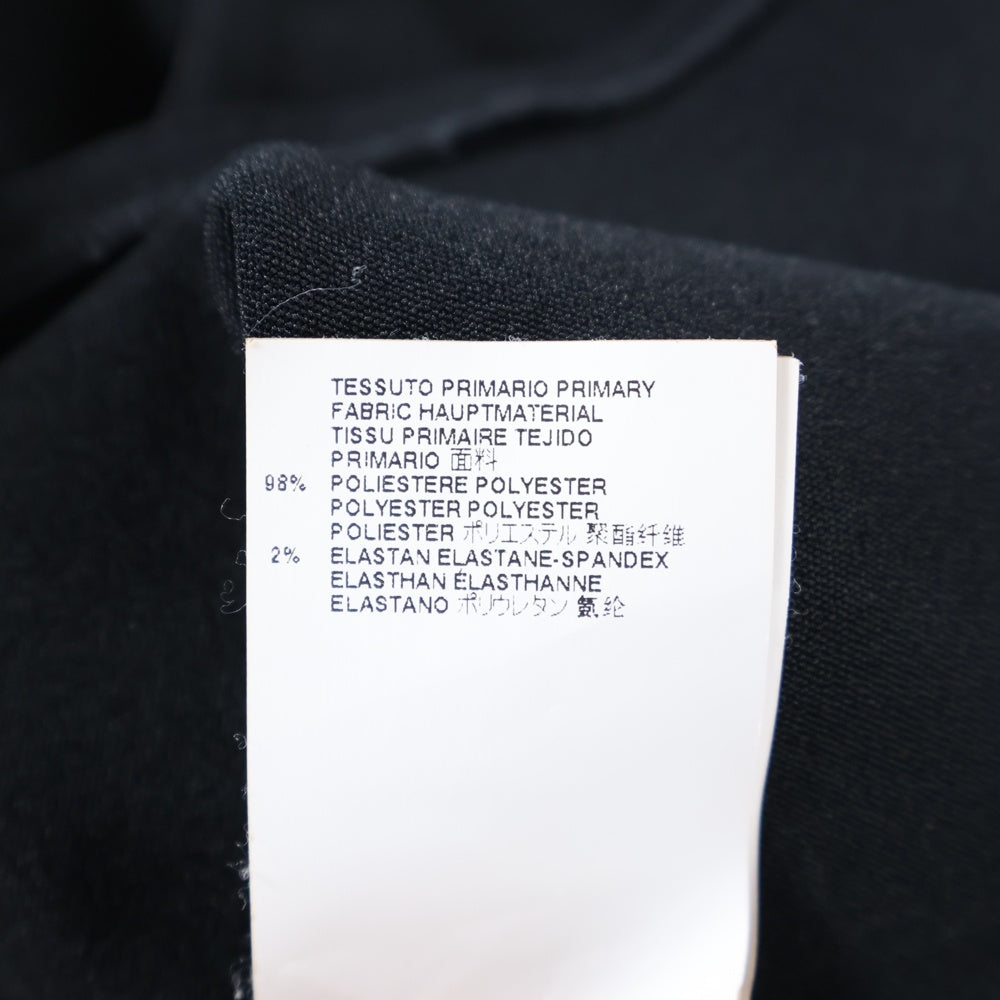 TESSUTO PRIMARIO PRIMARY
FABRIC HAUPTMATERIAL
TISSU PRIMAIRE TEJIDO
PRIMARIO 面料
98% POLIESTERE POLYESTER
POLYESTER POLYESTER
POLIESTER ポリエステル 聚酯纤维
2% ELASTAN ELASTANE-SPANDEX
ELASTHAN ÉLASTHANNE
ELASTANO ポリウレタン 氨纶